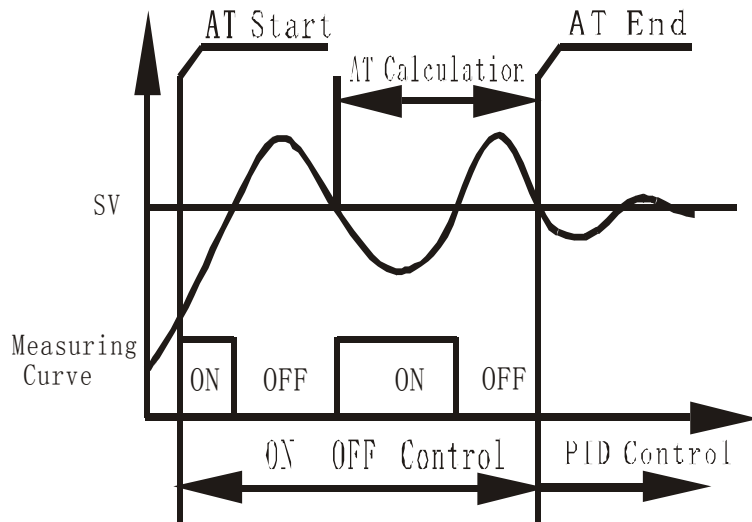 AT Start
AT End
AT Calculation
SV
Measuring
Curve
ON OFF ON OFF
ON OFF Control
PID Control